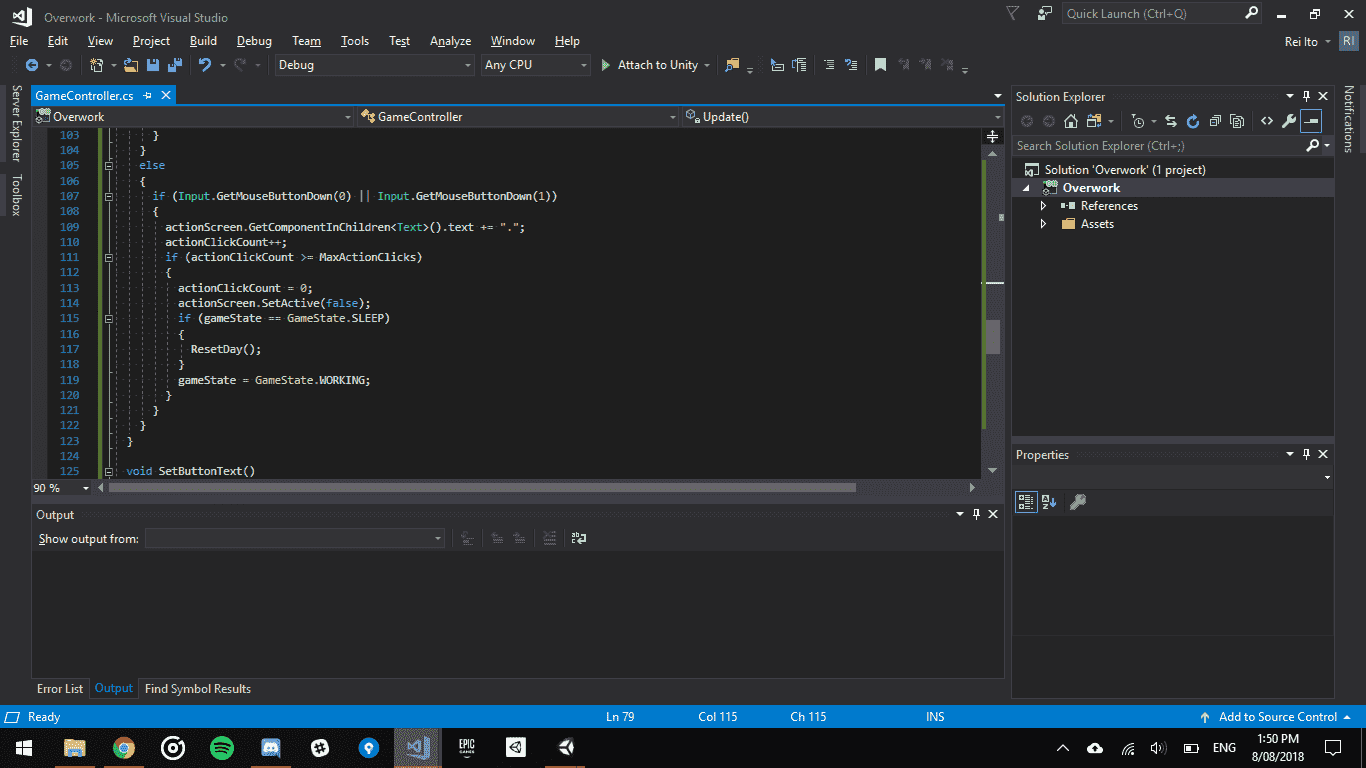 Overwork - Microsoft Visual Studio
Quick Launch (Ctrl+Q)
File Edit View Project Build Debug Team Tools Test Analyze Window Help
Rei Ito
RI
Debug
Any CPU
Attach to Unity
Server Explorer
Toolbox
GameController.cs
Overwork
GameController
Update()
103 }
104 }
105 else
106 {
107 if (Input.GetMouseButtonDown(0) || Input.GetMouseButtonDown(1))
108 {
109 actionScreen.GetComponentInChildren<Text>().text += ".";
110 actionClickCount++;
111 if (actionClickCount >= MaxActionClicks)
112 {
113 actionClickCount = 0;
114 actionScreen.SetActive(false);
115 if (gameState == GameState.SLEEP)
116 {
117 ResetDay();
118 }
119 gameState = GameState.WORKING;
120 }
121 }
122 }
123 }
124
125 void SetButtonText()
90 %
Output
Show output from:
Error List
Output
Find Symbol Results
Solution Explorer
Search Solution Explorer (Ctrl+;)
Solution 'Overwork' (1 project)
Overwork
References
Assets
Properties
Notifications
Ready
Ln 79
Col 115
Ch 115
INS
Add to Source Control
EPIC
GAMES
ENG
1:50 PM
8/08/2018